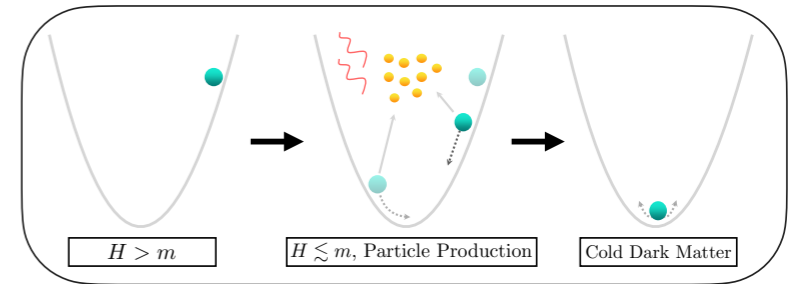 H > m
H ≲ m, Particle Production
Cold Dark Matter